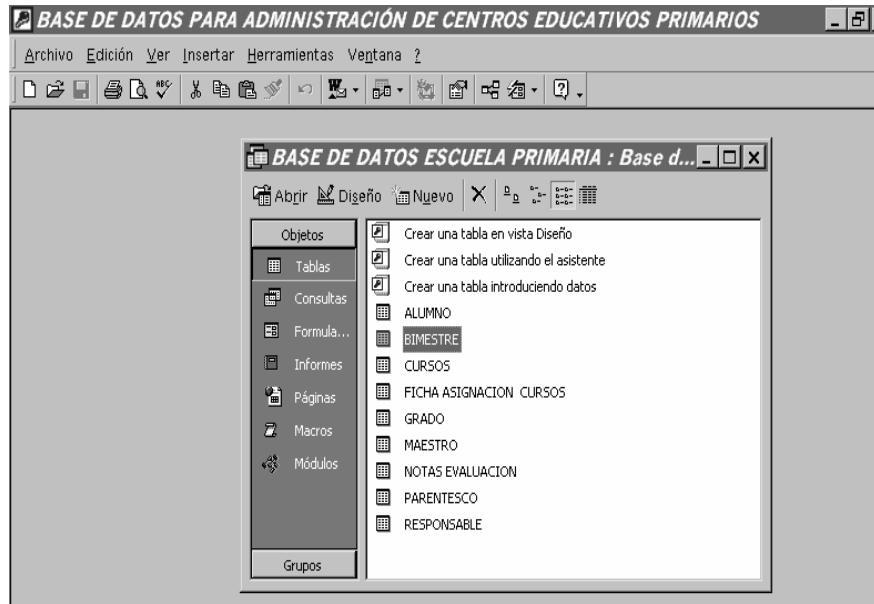 BASE DE DATOS PARA ADMINISTRACIÓN DE CENTROS EDUCATIVOS PRIMARIOS
Archivo Edición Ver Insertar Herramientas Ventana ?
BASE DE DATOS ESCUELA PRIMARIA : Base d...
Abrir Diseño Nuevo
Objetos
Tablas
Consultas
Formula...
Informes
Páginas
Macros
Módulos
Grupos
Crear una tabla en vista Diseño
Crear una tabla utilizando el asistente
Crear una tabla introduciendo datos
ALUMNO
BIMESTRE
CURSOS
FICHA ASIGNACION CURSOS
GRADO
MAESTRO
NOTAS EVALUACION
PARENTESCO
RESPONSABLE